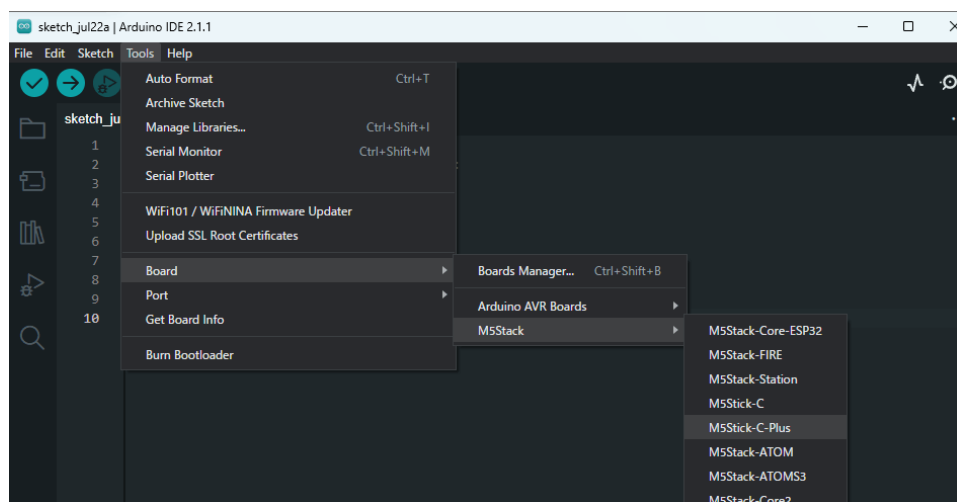 sketch_jul22a | Arduino IDE 2.1.1
File Edit Sketch Tools Help
sketch_ju
1
2
3
4
5
6
7
8
9
10
Auto Format Ctrl+T
Archive Sketch
Manage Libraries... Ctrl+Shift+I
Serial Monitor Ctrl+Shift+M
Serial Plotter
WiFi101 / WiFiNINA Firmware Updater
Upload SSL Root Certificates
Board
Port
Get Board Info
Burn Bootloader
Boards Manager... Ctrl+Shift+B
Arduino AVR Boards
M5Stack
M5Stack-Core-ESP32
M5Stack-FIRE
M5Stack-Station
M5Stick-C
M5Stick-C-Plus
M5Stack-ATOM
M5Stack-ATOMS3
M5Stack-Core2